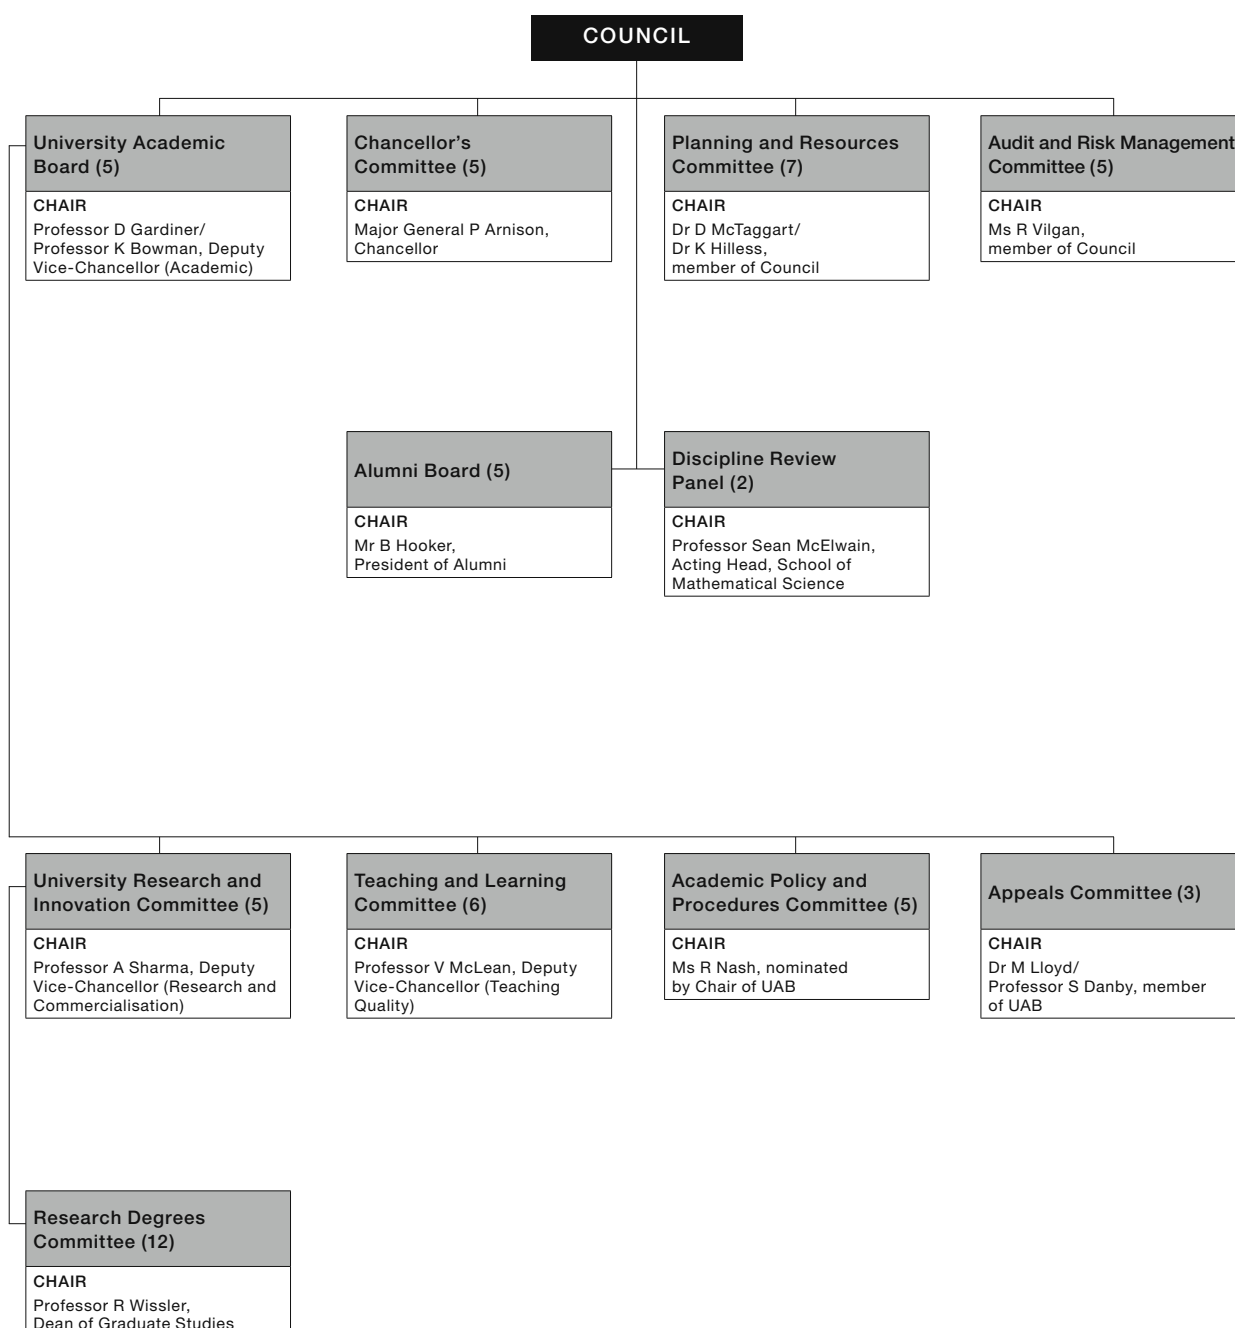 COUNCIL
University Academic
Board (5)
CHAIR
Professor D Gardiner/
Professor K Bowman, Deputy
Vice-Chancellor (Academic)
Chancellor's
Committee (5)
CHAIR
Major General P Arnison,
Chancellor
Planning and Resources
Committee (7)
CHAIR
Dr D McTaggart/
Dr K Hilless,
member of Council
Audit and Risk Management
Committee (5)
CHAIR
Ms R Vilgan,
member of Council
Alumni Board (5)
CHAIR
Mr B Hooker,
President of Alumni
Discipline Review
Panel (2)
CHAIR
Professor Sean McElwain,
Acting Head, School of
Mathematical Science
University Research and
Innovation Committee (5)
CHAIR
Professor A Sharma, Deputy
Vice-Chancellor (Research and
Commercialisation)
Teaching and Learning
Committee (6)
CHAIR
Professor V McLean, Deputy
Vice-Chancellor (Teaching
Quality)
Academic Policy and
Procedures Committee (5)
CHAIR
Ms R Nash, nominated
by Chair of UAB
Appeals Committee (3)
CHAIR
Dr M Lloyd/
Professor S Danby, member
of UAB
Research Degrees
Committee (12)
CHAIR
Professor R Wissler,
Dean of Graduate Studies